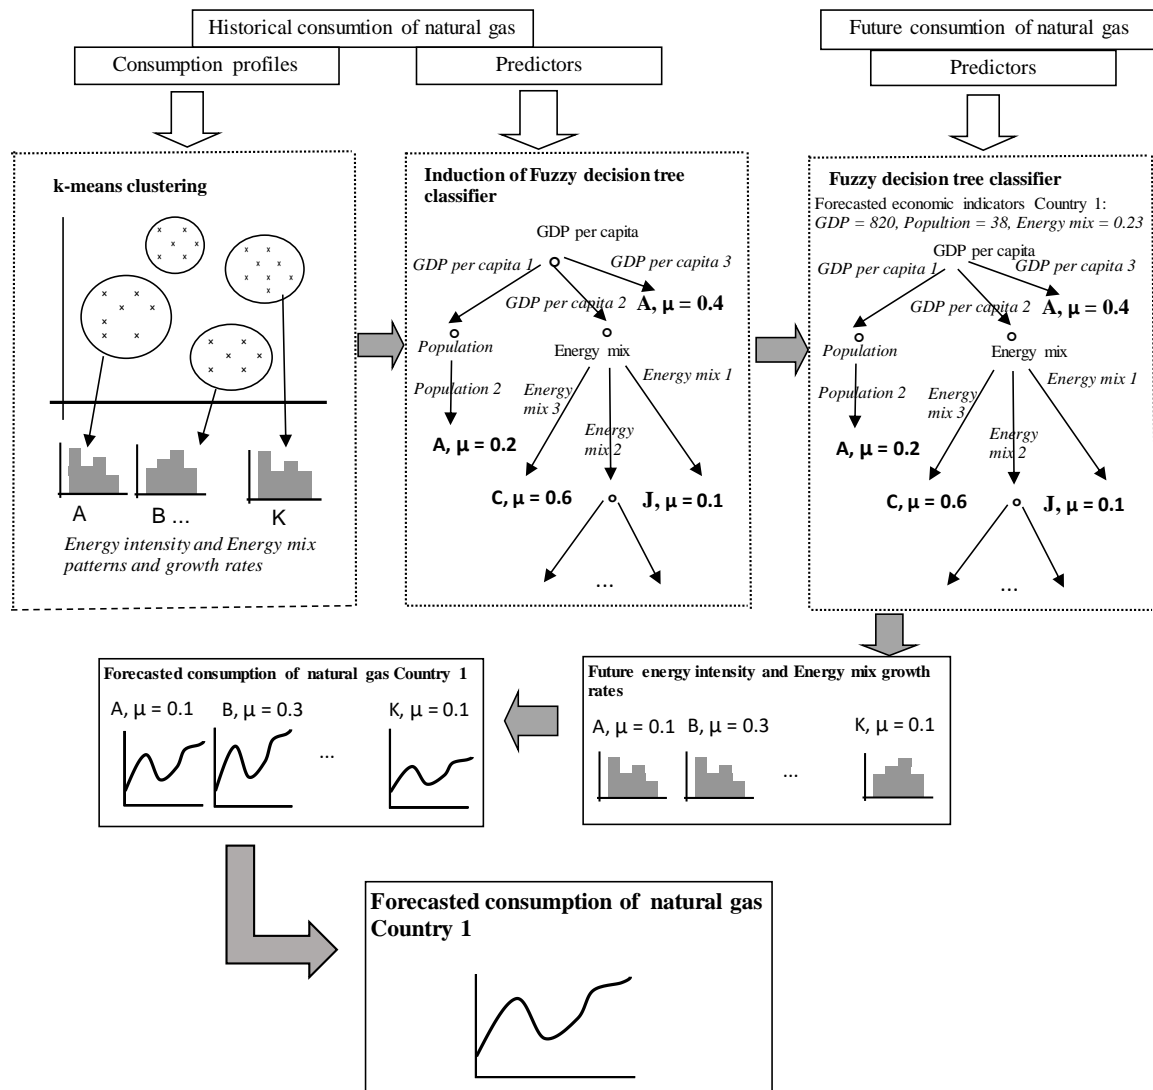 Historical consumtion of natural gas
Future consumtion of natural gas
Consumption profiles
Predictors
Predictors
k-means clustering
A
B ...
K
Energy intensity and Energy mix
patterns and growth rates
Induction of Fuzzy decision tree
classifier
GDP per capita
GDP per capita 1
GDP per capita 3
GDP per capita 2
A, μ = 0.4
Population
Energy mix
Population 2
Energy
mix 3
Energy mix 1
Energy
mix 2
A, μ = 0.2
C, μ = 0.6
J, μ = 0.1
...
Fuzzy decision tree classifier
Forecasted economic indicators Country 1:
GDP = 820, Popultion = 38, Energy mix = 0.23
GDP per capita
GDP per capita 1
GDP per capita 3
GDP per capita 2
A, μ = 0.4
Population
Energy mix
Population 2
Energy
mix 3
Energy mix 1
Energy
mix 2
A, μ = 0.2
C, μ = 0.6
J, μ = 0.1
...
Forecasted consumption of natural gas Country 1
A, μ = 0.1
B, μ = 0.3
...
K, μ = 0.1
Future energy intensity and Energy mix growth
rates
A, μ = 0.1
B, μ = 0.3
...
K, μ = 0.1
Forecasted consumption of natural gas
Country 1